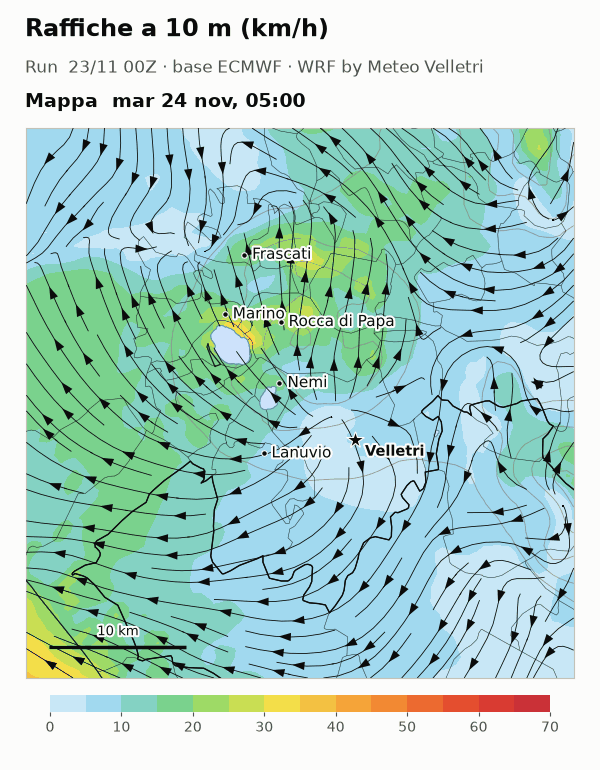 Raffiche a 10 m (km/h)
Run  23/11 00Z · base ECMWF · WRF by Meteo Velletri
Mappa  mar 24 nov, 05:00
Frascati
Marino
Rocca di Papa
Nemi
Velletri
Lanuvio
10 km
0 10 20 30 40 50 60 70